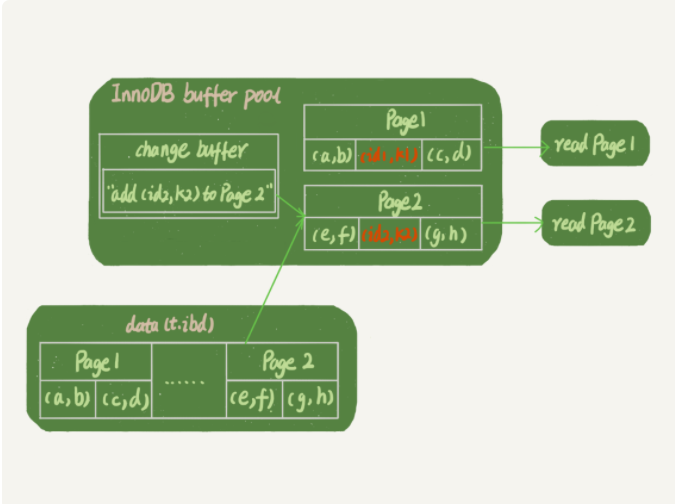 InnoDB buffer pool
change buffer
"add (id2,k2) to Page 2"
Page1
(a,b) (id1,k1) (c,d)
Page2
(e,f) (id2,k2) (g,h)
read Page1
read Page2
data (t.ibd)
Page1 ...... Page 2
(a,b) (c,d) (e,f) (g,h)